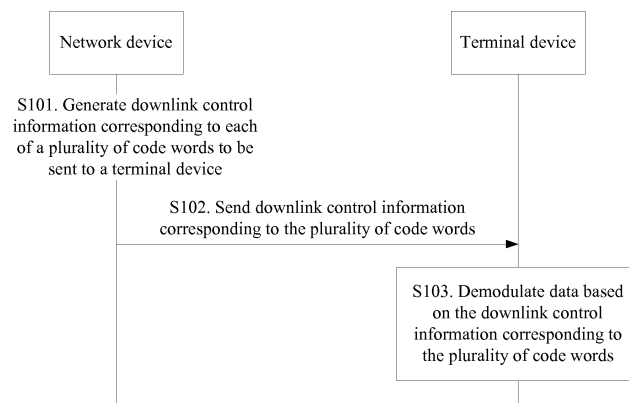 Network device
Terminal device
S101. Generate downlink control
information corresponding to each
of a plurality of code words to be
sent to a terminal device
S102. Send downlink control information
corresponding to the plurality of code words
S103. Demodulate data based
on the downlink control
information corresponding to
the plurality of code words